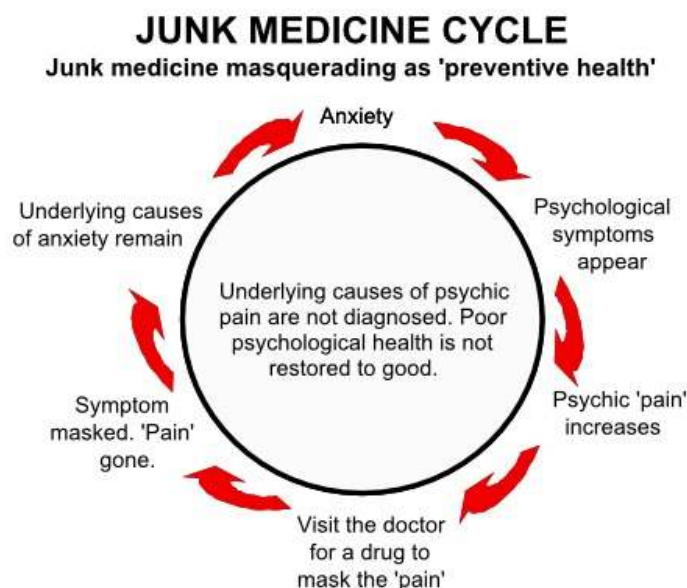 JUNK MEDICINE CYCLE
Junk medicine masquerading as 'preventive health'
Anxiety
Psychological
symptoms
appear
Psychic 'pain'
increases
Visit the doctor
for a drug to
mask the 'pain'
Symptom
masked. 'Pain'
gone.
Underlying causes
of anxiety remain
Underlying causes of psychic
pain are not diagnosed. Poor
psychological health is not
restored to good.